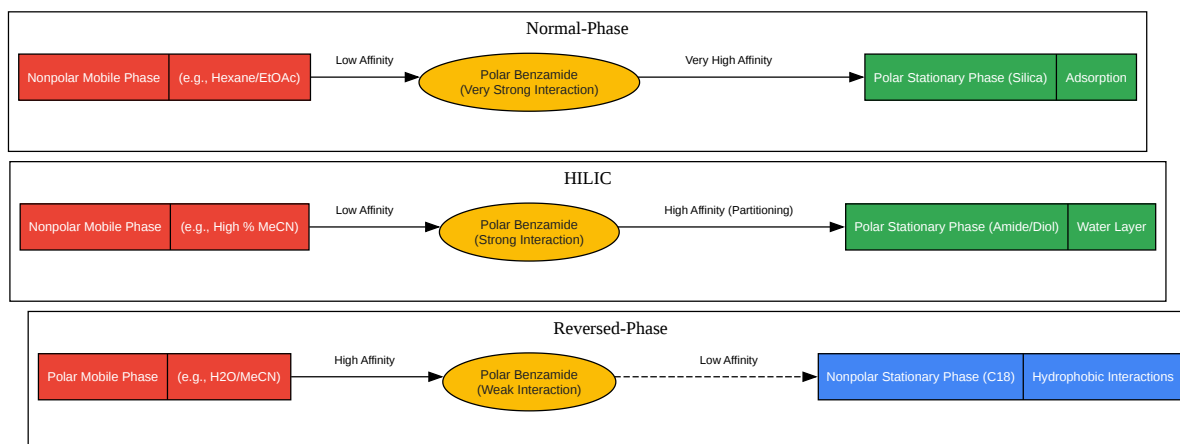 Normal-Phase
Nonpolar Mobile Phase
(e.g., Hexane/EtOAc)
Low Affinity
Polar Benzamide
(Very Strong Interaction)
Very High Affinity
Polar Stationary Phase (Silica)
Adsorption
HILIC
Nonpolar Mobile Phase
(e.g., High % MeCN)
Low Affinity
Polar Benzamide
(Strong Interaction)
High Affinity (Partitioning)
Polar Stationary Phase (Amide/Diol)
Water Layer
Reversed-Phase
Polar Mobile Phase
(e.g., H2O/MeCN)
High Affinity
Polar Benzamide
(Weak Interaction)
Low Affinity
Nonpolar Stationary Phase (C18)
Hydrophobic Interactions